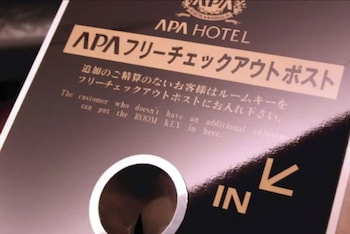 APA
APA HOTEL
APAフリーチェックアウトポスト
追加のご精算のないお客様はルームキーを
フリーチェックアウトポストにお入れ下さい。
The customer who doesn't have an additional
can put the ROOM KEY in here.
IN